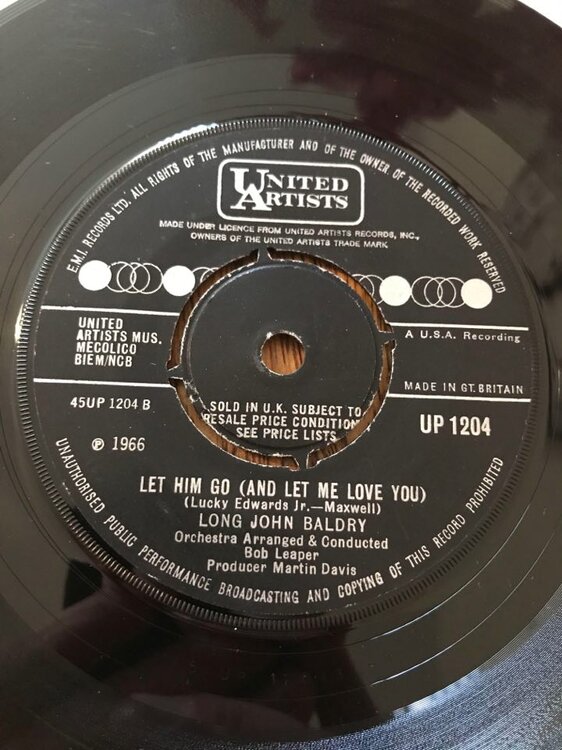 E.M.I. RECORDS LTD. ALL RIGHTS OF THE MANUFACTURER AND OF THE OWNER OF THE RECORDED WORK RESERVED
UNITED
ARTISTS
MADE UNDER LICENCE FROM UNITED ARTISTS RECORDS, INC.,
OWNERS OF THE UNITED ARTISTS TRADE MARK
UNITED
ARTISTS MUS.
MECOLICO
BIEM/NCB
A U.S.A. Recording
MADE IN GT. BRITAIN
45UP 1204 B
SOLD IN U.K. SUBJECT TO
RESALE PRICE CONDITION
SEE PRICE LISTS
UP 1204
℗ 1966
LET HIM GO (AND LET ME LOVE YOU)
(Lucky Edwards Jr.—Maxwell)
LONG JOHN BALDRY
Orchestra Arranged & Conducted
Bob Leaper
Producer Martin Davis
UNAUTHORISED PUBLIC PERFORMANCE BROADCASTING AND COPYING OF THIS RECORD PROHIBITED